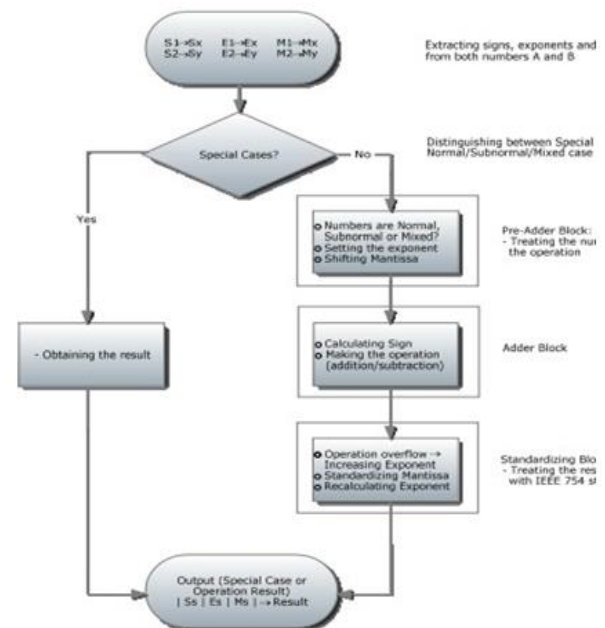 S1→Sx E1→Ex M1→Mx
S2→Sy E2→Ey M2→My
Extracting signs, exponents and
from both numbers A and B
Special Cases?
Distinguishing between Special
Normal/Subnormal/Mixed case
No
Yes
Numbers are Normal,
Subnormal or Mixed?
Setting the exponent
Shifting Mantissa
Pre-Adder Block:
- Treating the nu
the operation
- Obtaining the result
Calculating Sign
Making the operation
(addition/subtraction)
Adder Block
Operation overflow →
Increasing Exponent
Standardizing Mantissa
Recalculating Exponent
Standardizing Blo
- Treating the res
with IEEE 754 st
Output (Special Case or
Operation Result)
| Ss | Es | Ms | → Result